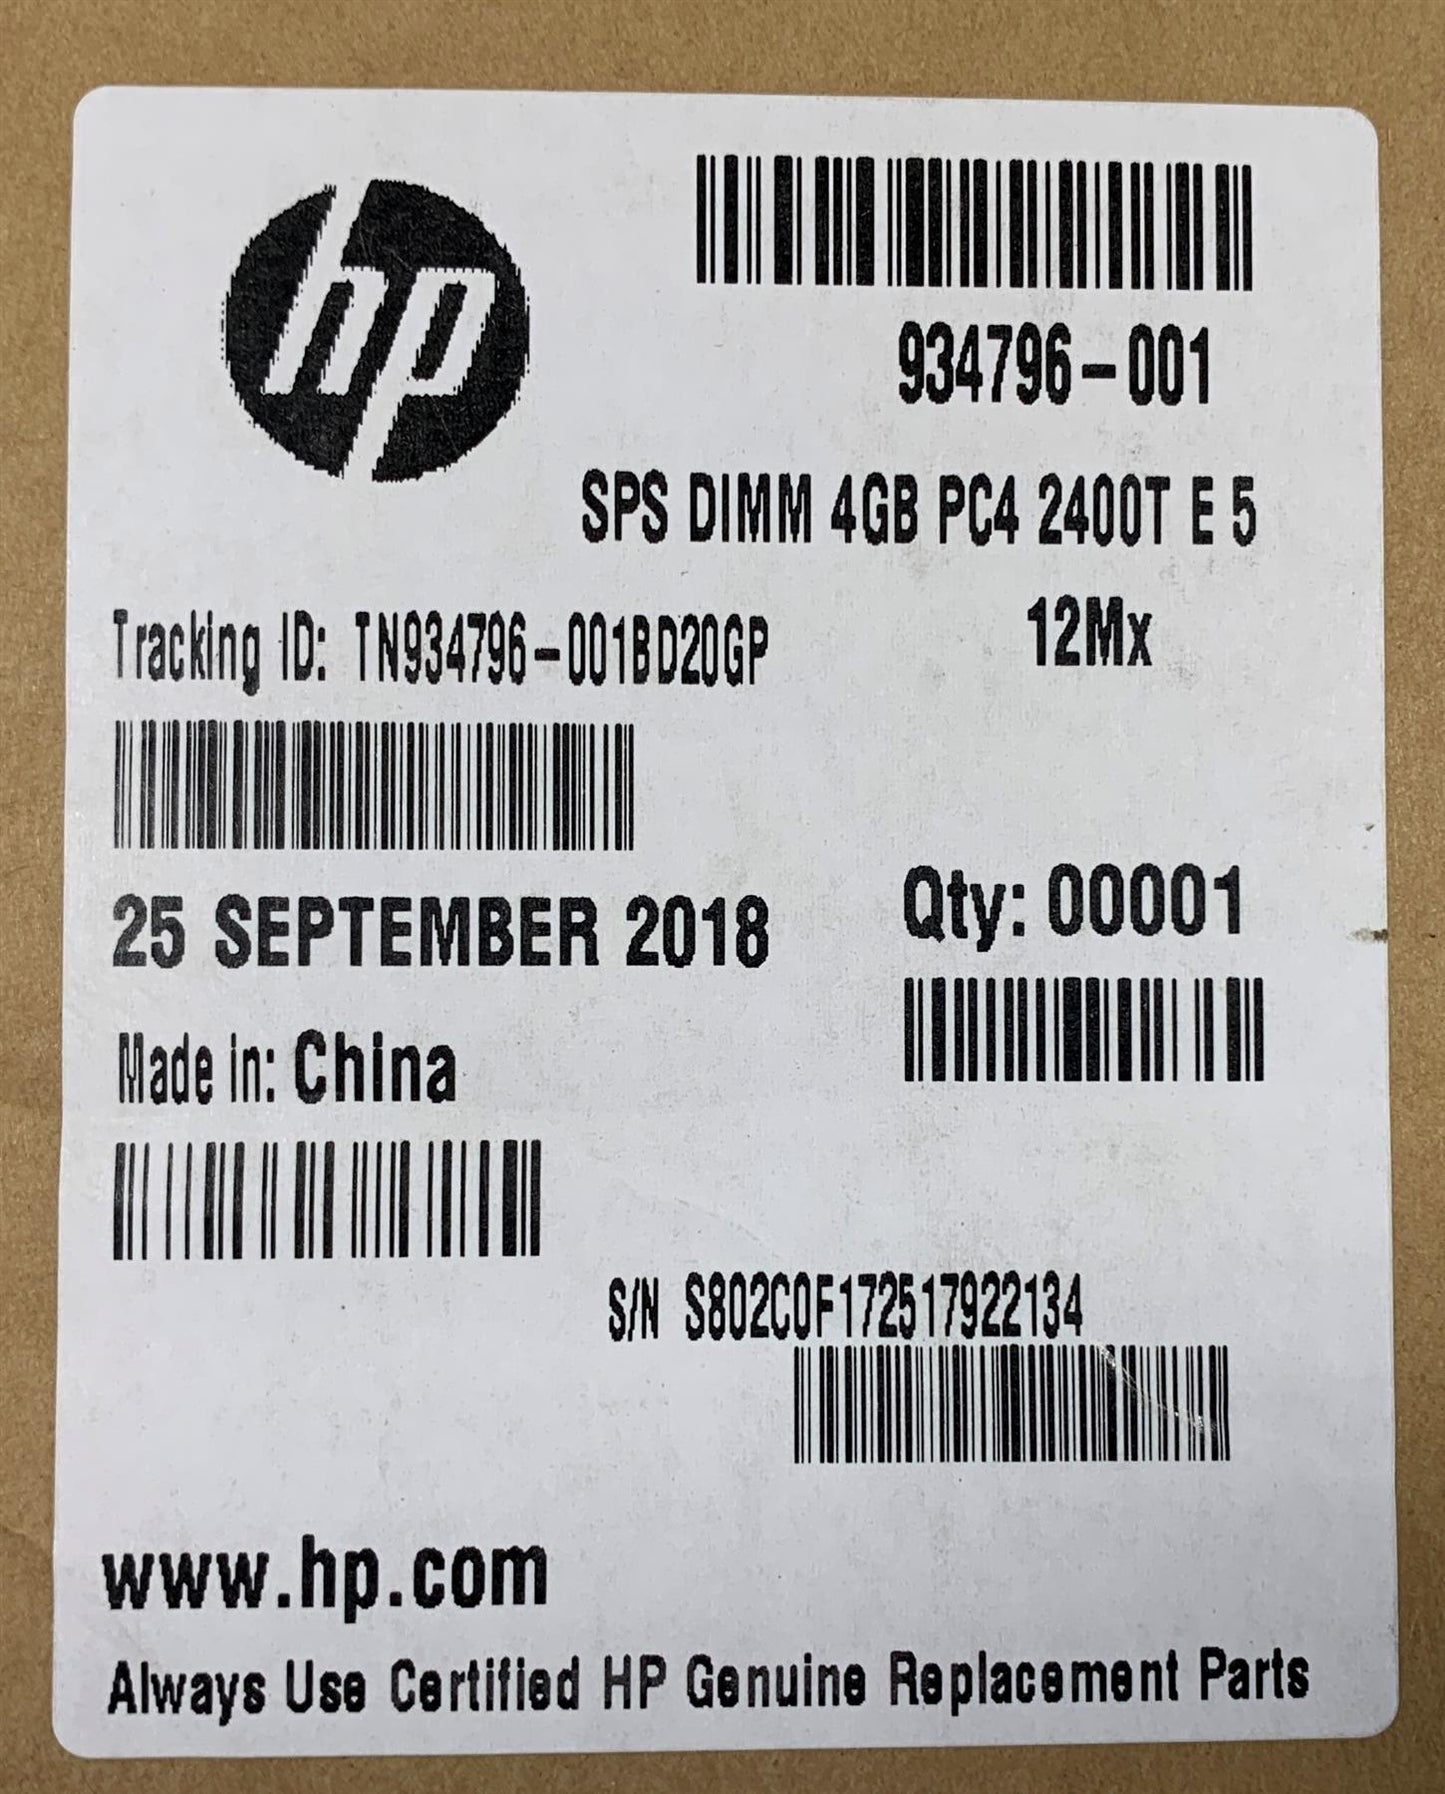 hp
934796-001
SPS DIMM 4GB PC4 2400T E 5
12Mx
Tracking ID: TN934796-001BD20GP
25 SEPTEMBER 2018
Qty: 00001
Made in: China
S/N S802C0F172517922134
www.hp.com
Always Use Certified HP Genuine Replacement Parts